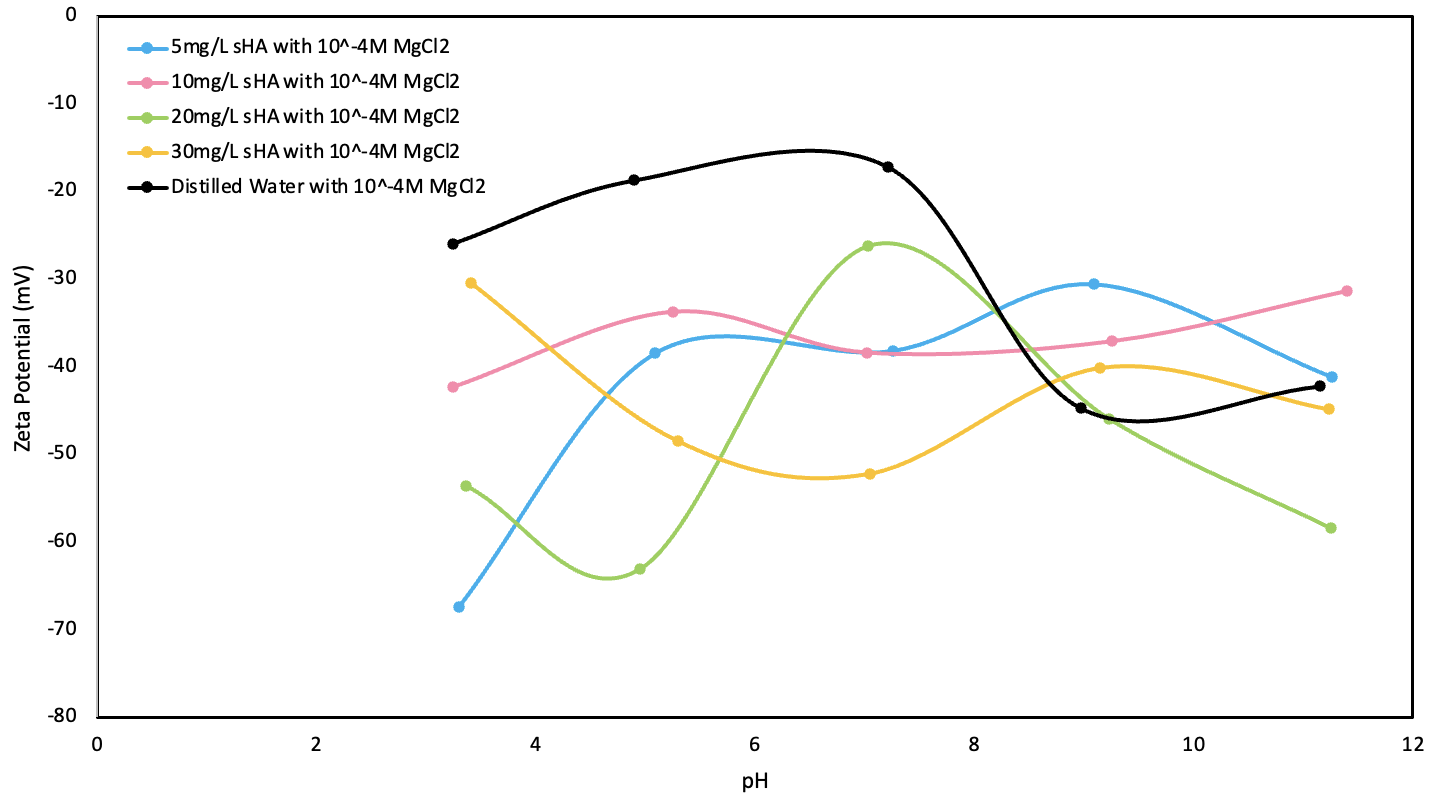 0
-10
-20
-30
-40
-50
-60
-70
-80
Zeta Potential (mV)
5mg/L sHA with 10^-4M MgCl2
10mg/L sHA with 10^-4M MgCl2
20mg/L sHA with 10^-4M MgCl2
30mg/L sHA with 10^-4M MgCl2
Distilled Water with 10^-4M MgCl2
0 2 4 6 8 10 12
pH